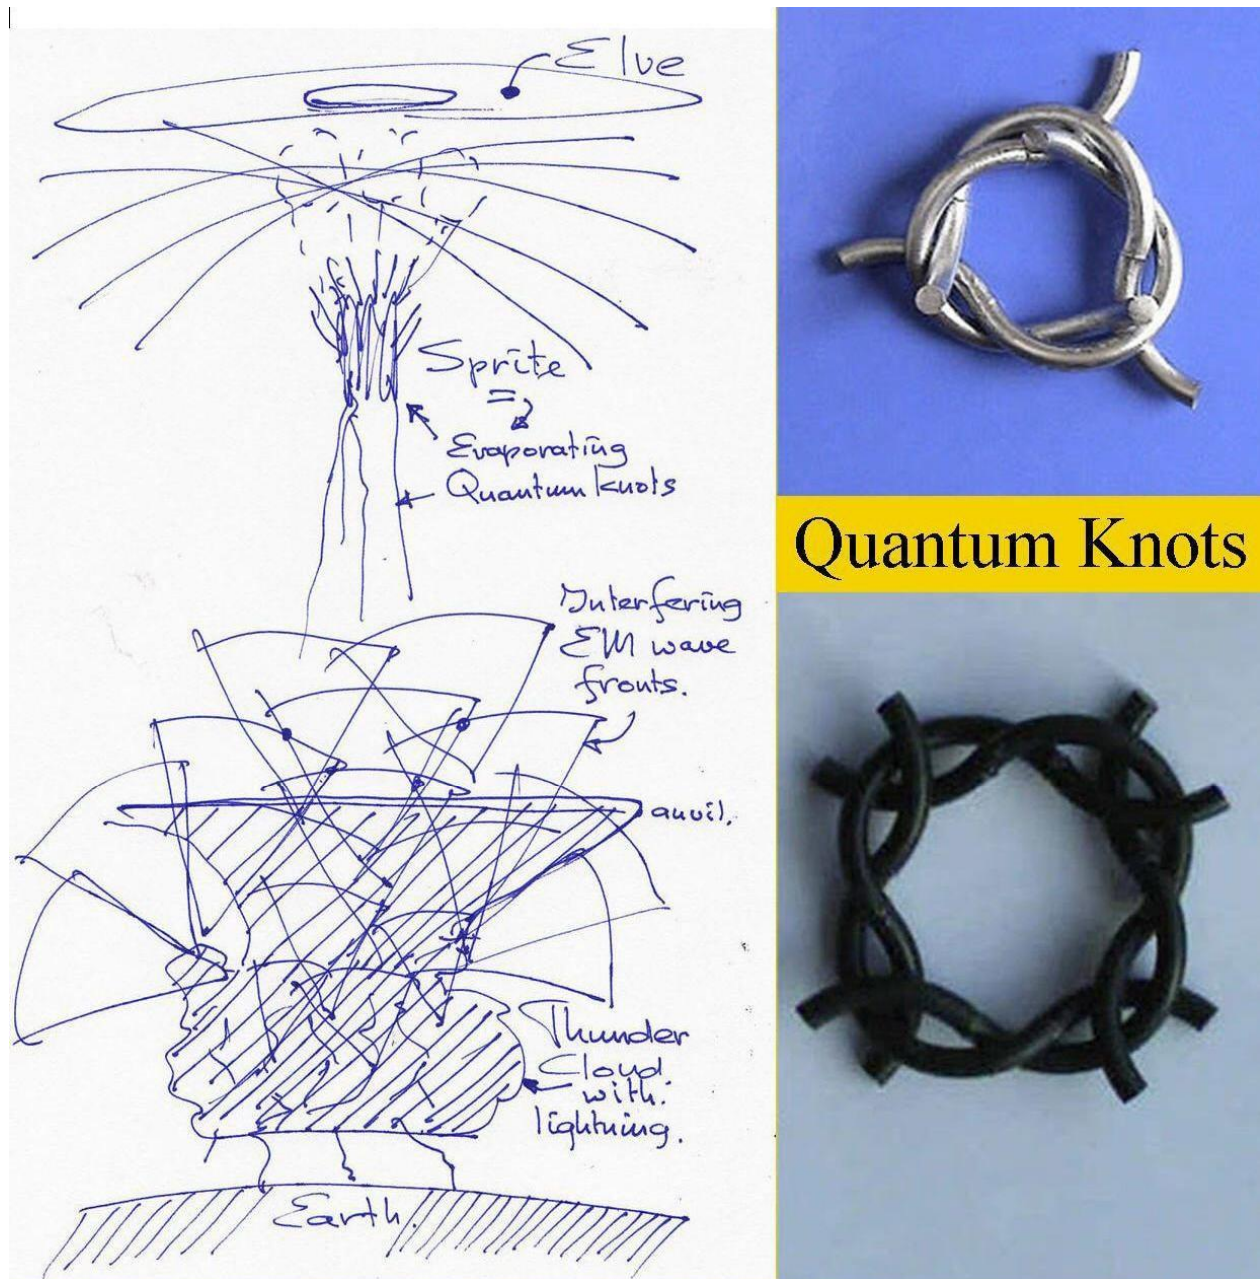 Elve
Sprite
=
Evaporating
Quantum knots
Interfering
EM wave
fronts.
anvil.
Thunder
Cloud
with.
lightning.
Earth.
Quantum Knots